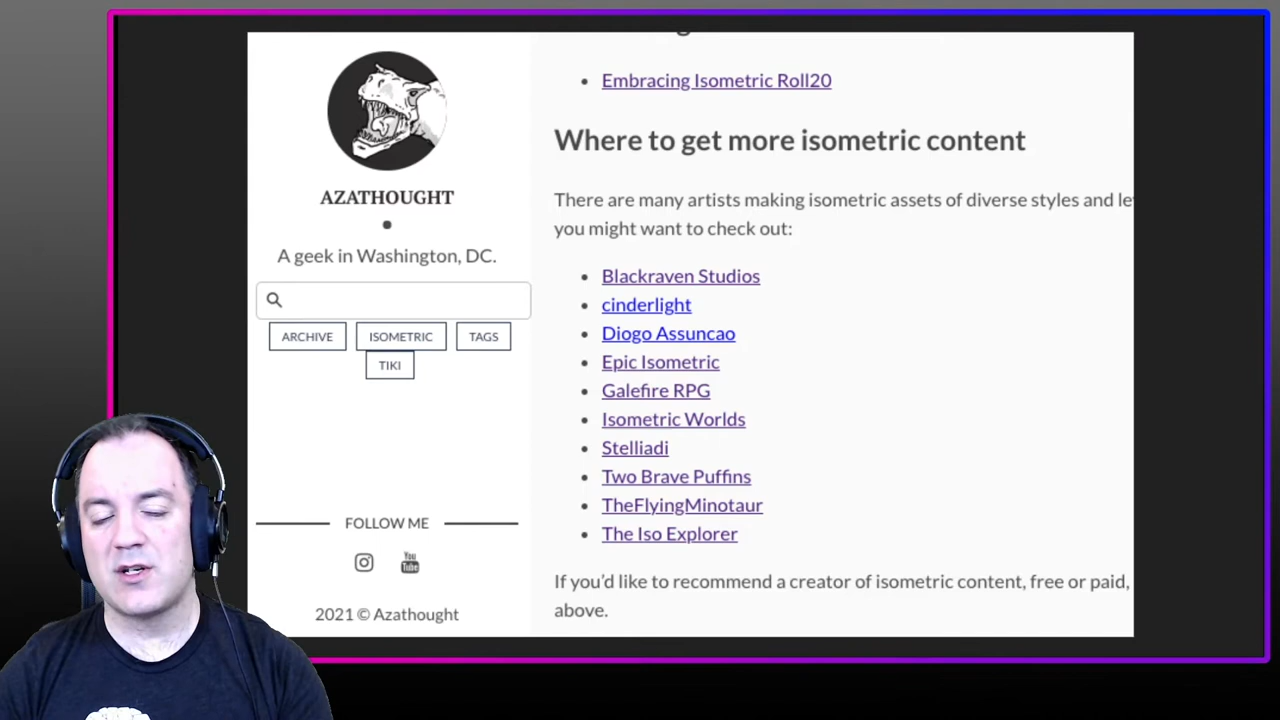 AZATHOUGHT
A geek in Washington, DC.
ARCHIVE
ISOMETRIC
TAGS
TIKI
FOLLOW ME
You
Tube
2021 © Azathought
Embracing Isometric Roll20
Where to get more isometric content
There are many artists making isometric assets of diverse styles and
you might want to check out:
Blackraven Studios
cinderlight
Diogo Assuncao
Epic Isometric
Galefire RPG
Isometric Worlds
Stelliadi
Two Brave Puffins
TheFlyingMinotaur
The Iso Explorer
If you’d like to recommend a creator of isometric content, free or paid,
above.